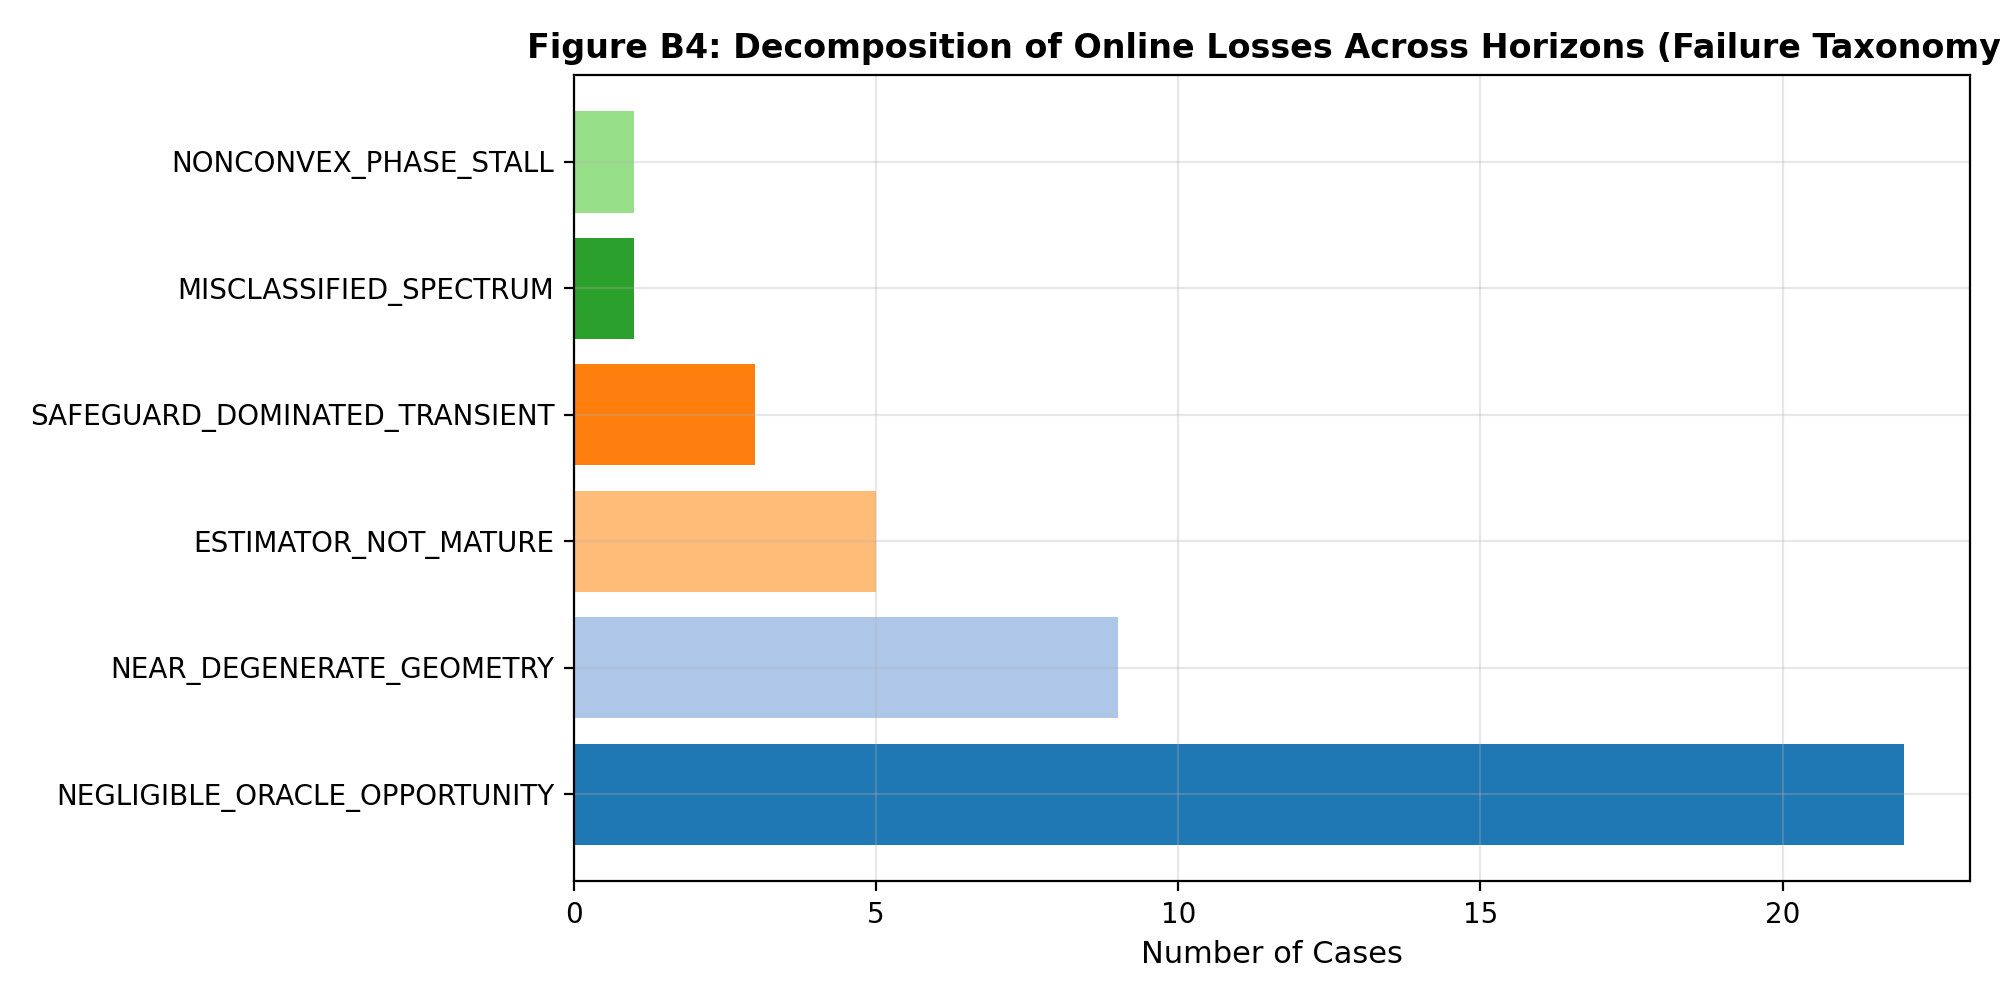 Figure B4: Decomposition of Online Losses Across Horizons (Failure Taxonomy
NONCONVEX_PHASE_STALL
MISCLASSIFIED_SPECTRUM
SAFEGUARD_DOMINATED_TRANSIENT
ESTIMATOR_NOT_MATURE
NEAR_DEGENERATE_GEOMETRY
NEGLIGIBLE_ORACLE_OPPORTUNITY
0 5 10 15 20
Number of Cases